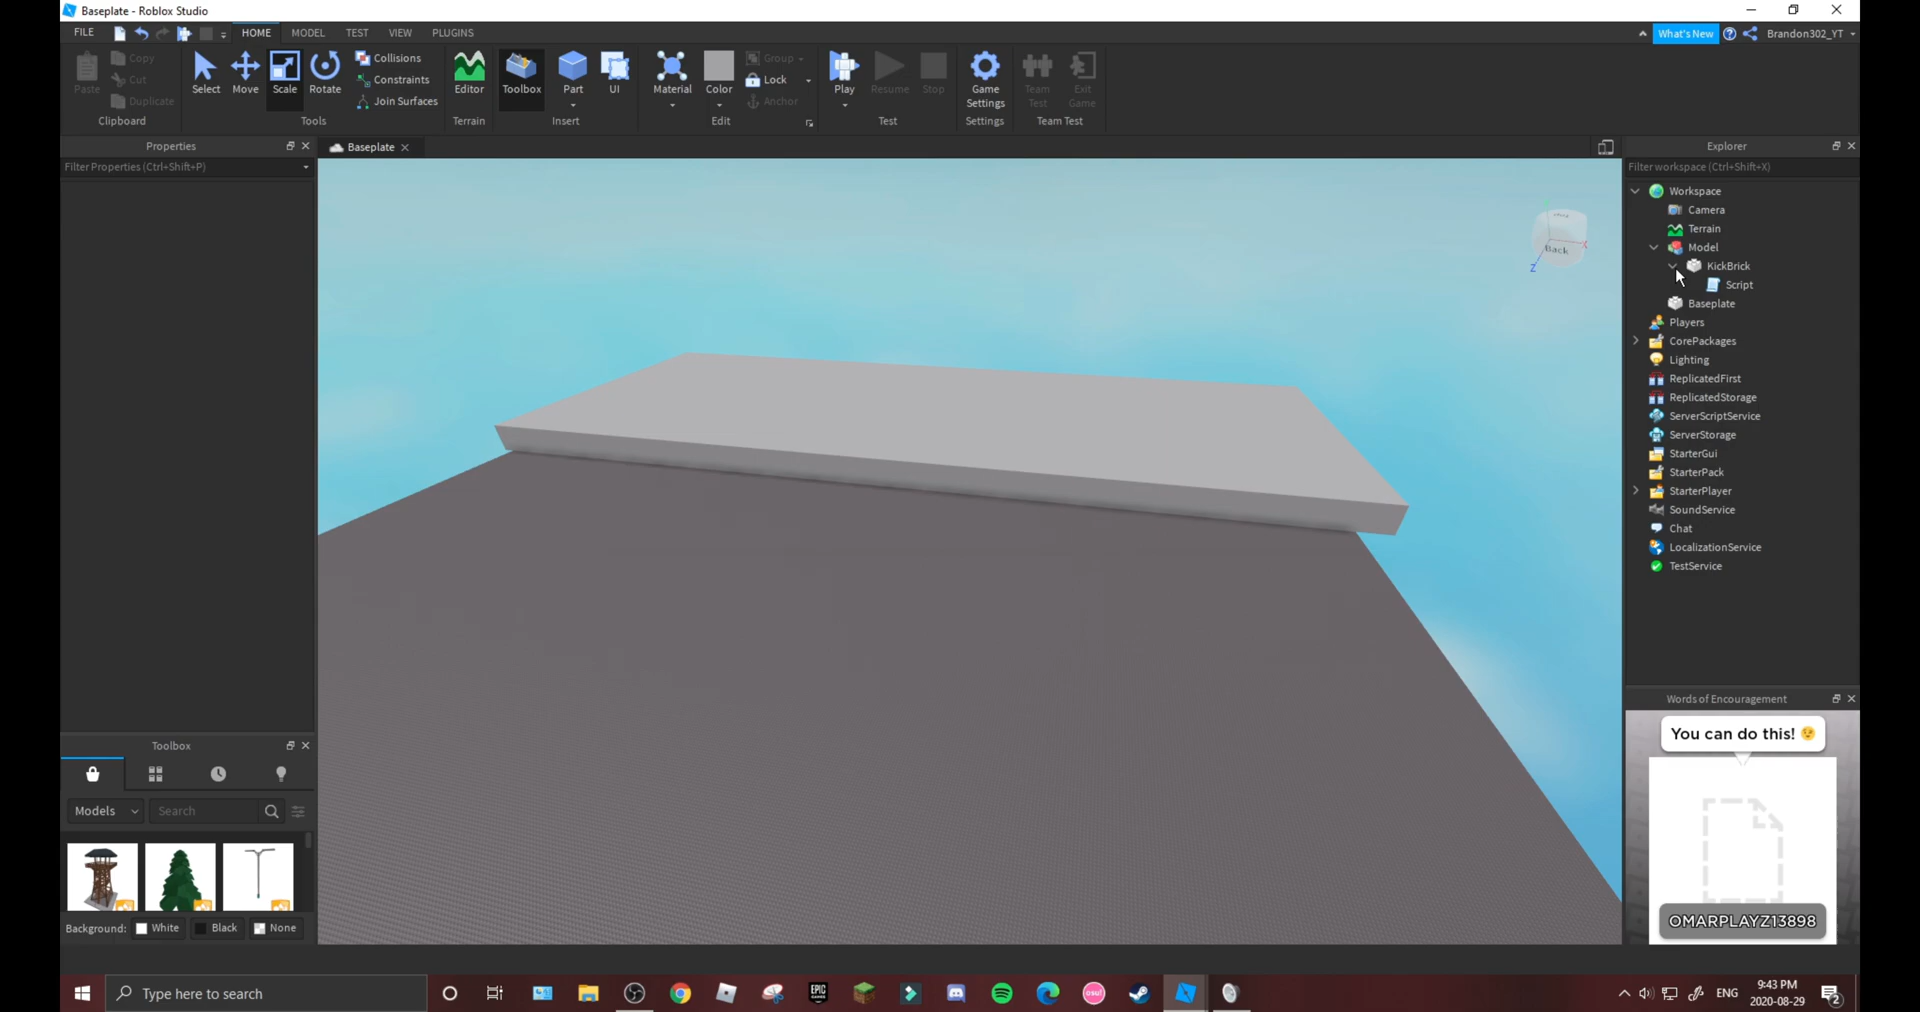 Baseplate - Roblox Studio
FILE HOME MODEL TEST VIEW PLUGINS What's New Brandon302_YT
Paste Copy Cut Duplicate
Clipboard
Select Move Scale Rotate Collisions Constraints Join Surfaces
Tools
Editor
Terrain
Toolbox Part UI
Insert
Material Color Group Lock Anchor
Edit
Play Resume Stop
Test
Game Settings
Settings
Team Test Exit Game
Team Test
Properties
Filter Properties (Ctrl+Shift+P)
Baseplate
Back
Explorer
Filter workspace (Ctrl+Shift+X)
Workspace
Camera
Terrain
Model
KickBrick
Script
Baseplate
Players
CorePackages
Lighting
ReplicatedFirst
ReplicatedStorage
ServerScriptService
ServerStorage
StarterGui
StarterPack
StarterPlayer
SoundService
Chat
LocalizationService
TestService
Words of Encouragement
You can do this! 😉
OMARPLAYZ13898
Toolbox
Models Search
Background: White Black None
Type here to search
EPIC GAMES
osu!
ENG
9:43 PM
2020-08-29
2